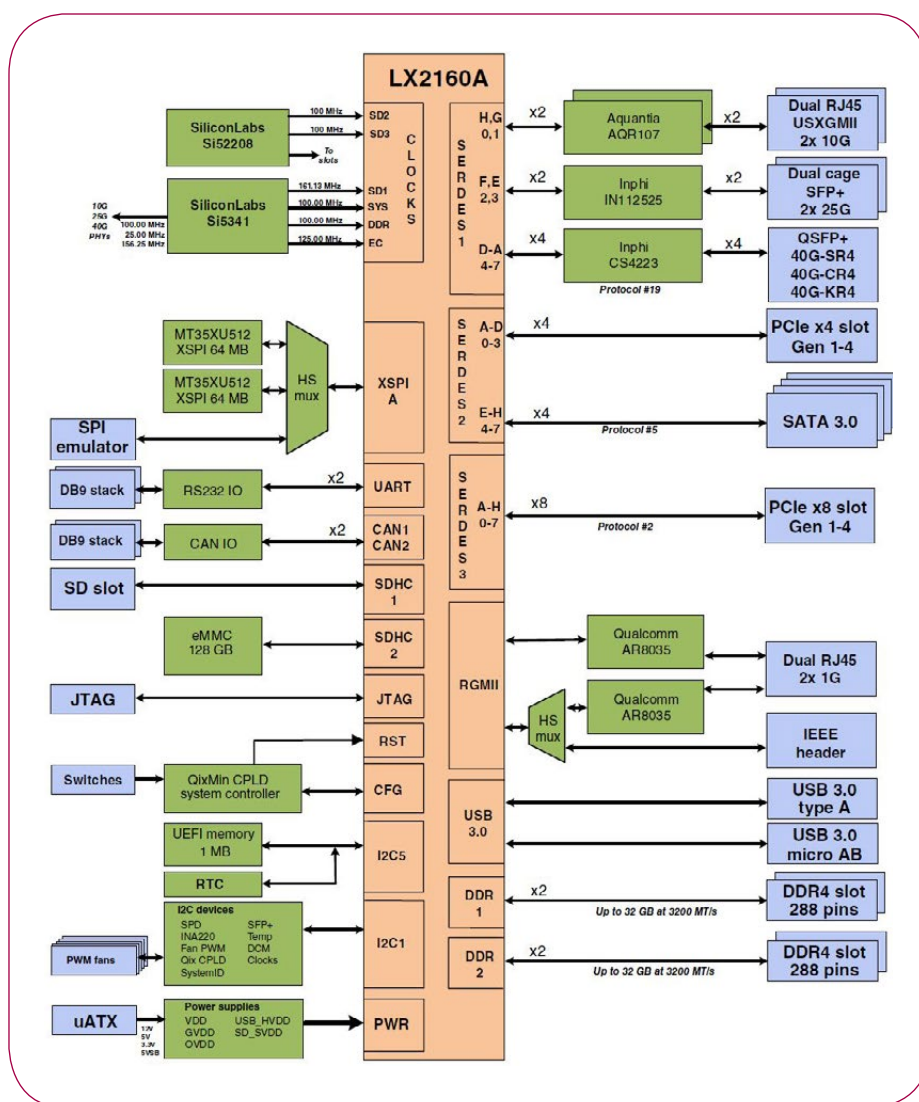 LX2160A
SiliconLabs
Si52208
100 MHz
100 MHz
To
slots
SD2
SD3
CLOCKS
SiliconLabs
Si5341
161.13 MHz
100.00 MHz
100.00 MHz
125.00 MHz
SD1
SYS
DDR
EC
10G
25G
40G
PHYs
100.00 MHz
25.00 MHz
156.25 MHz
MT35XU512
XSPI 64 MB
MT35XU512
XSPI 64 MB
HS
mux
XSPI
A
SPI
emulator
DB9 stack
RS232 IO
x2
UART
DB9 stack
CAN IO
x2
CAN1
CAN2
SD slot
SDHC
1
eMMC
128 GB
SDHC
2
JTAG
JTAG
RST
Switches
QixMin CPLD
system controller
CFG
UEFI memory
1 MB
RTC
I2C5
I2C devices
SPD SFP+
INA220 Temp
Fan PWM DCM
Qix CPLD Clocks
SystemID
PWM fans
I2C1
uATX
12V
5V
3.3V
5VSB
Power supplies
VDD USB_HVDD
GVDD SD_SVDD
OVDD
PWR
SERDES1
H,G
0,1
x2
Aquantia
AQR107
x2
Dual RJ45
USXGMII
2x 10G
F,E
2,3
x2
Inphi
IN112525
x2
Dual cage
SFP+
2x 25G
D-A
4-7
x4
Inphi
CS4223
Protocol #19
x4
QSFP+
40G-SR4
40G-CR4
40G-KR4
SERDES2
A-D
0-3
x4
PCIe x4 slot
Gen 1-4
E-H
4-7
x4
Protocol #5
SATA 3.0
SERDES3
A-H
0-7
x8
Protocol #2
PCIe x8 slot
Gen 1-4
RGMII
Qualcomm
AR8035
Qualcomm
AR8035
HS
mux
Dual RJ45
2x 1G
IEEE
header
USB
3.0
USB 3.0
type A
USB 3.0
micro AB
DDR
1
x2
Up to 32 GB at 3200 MT/s
DDR4 slot
288 pins
DDR
2
x2
Up to 32 GB at 3200 MT/s
DDR4 slot
288 pins